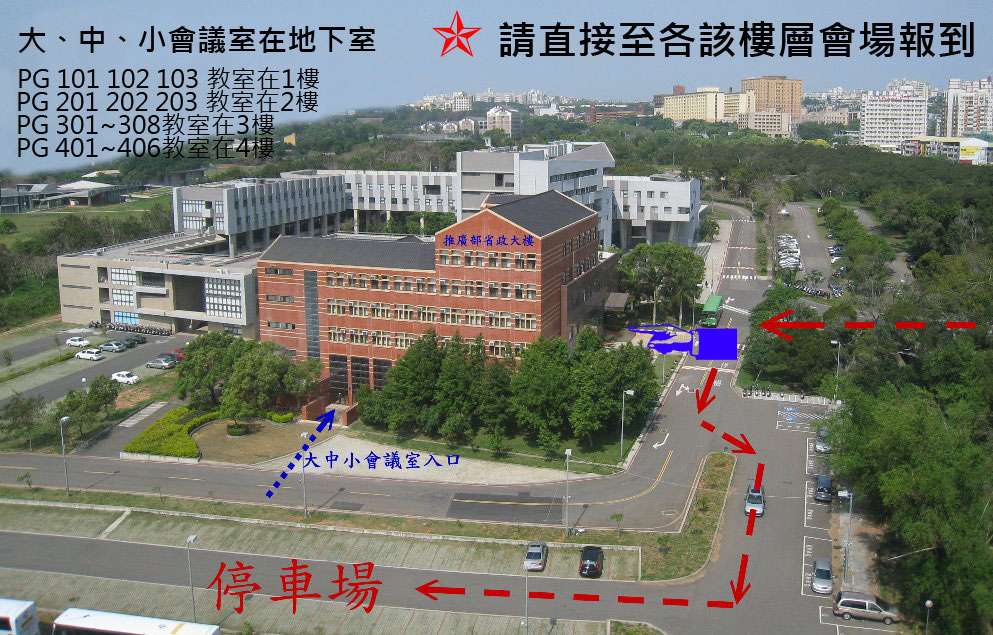 大、中、小會議室在地下室
請直接至各該樓層會場報到
PG 101 102 103 教室在1樓
PG 201 202 203 教室在2樓
PG 301~308教室在3樓
PG 401~406教室在4樓
推廣部省政大樓
大中小會議室入口
停車場